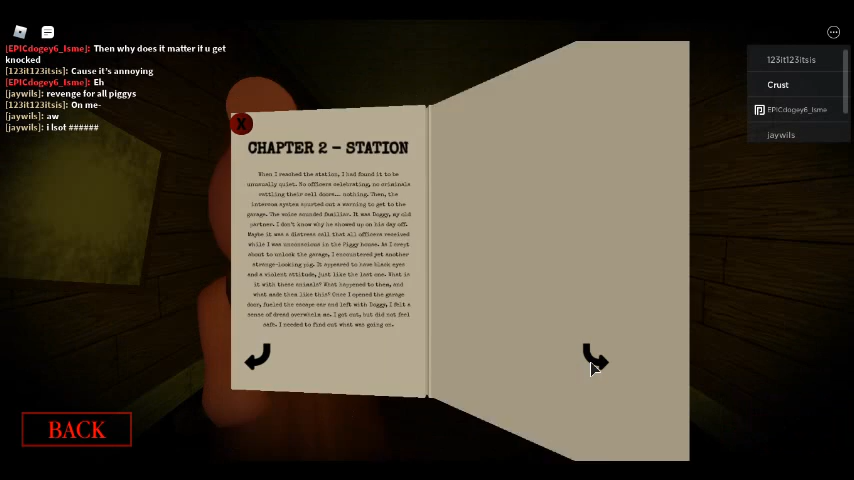 [EPICdogey6_Isme]: Then why does it matter if u get
knocked
[123it123itsis]: Cause it's annoying
[EPICdogey6_Isme]: Eh
[jaywils]: revenge for all piggys
[123it123itsis]: On me-
[jaywils]: aw
[jaywils]: i lsot ######
123it123itsis
Crust
EPICdogey6_Isme
jaywils
X
CHAPTER 2 - STATION
When I reached the station, I had found it to be
unusually quiet. No officers celebrating, no criminals
rattling their cell doors... nothing. Then, the
intercom system spurted out a warning to get to the
garage. The voice sounded familiar. It was Doggy, my old
partner. I don't know why he showed up on his day off.
Maybe it was a distress call that all officers received
while I was unconscious in the Piggy house. As I crept
about to unlock the garage, I encountered yet another
strange-looking pig. It appeared to have black eyes
and a violent attitude, just like the last one. What is
it with these animals? What happened to them, and
what made them like this? Once I opened the garage
door, fueled the escape car and left with Doggy, I felt a
sense of dread overwhelm me. I got out, but did not feel
safe. I needed to find out what was going on.
BACK